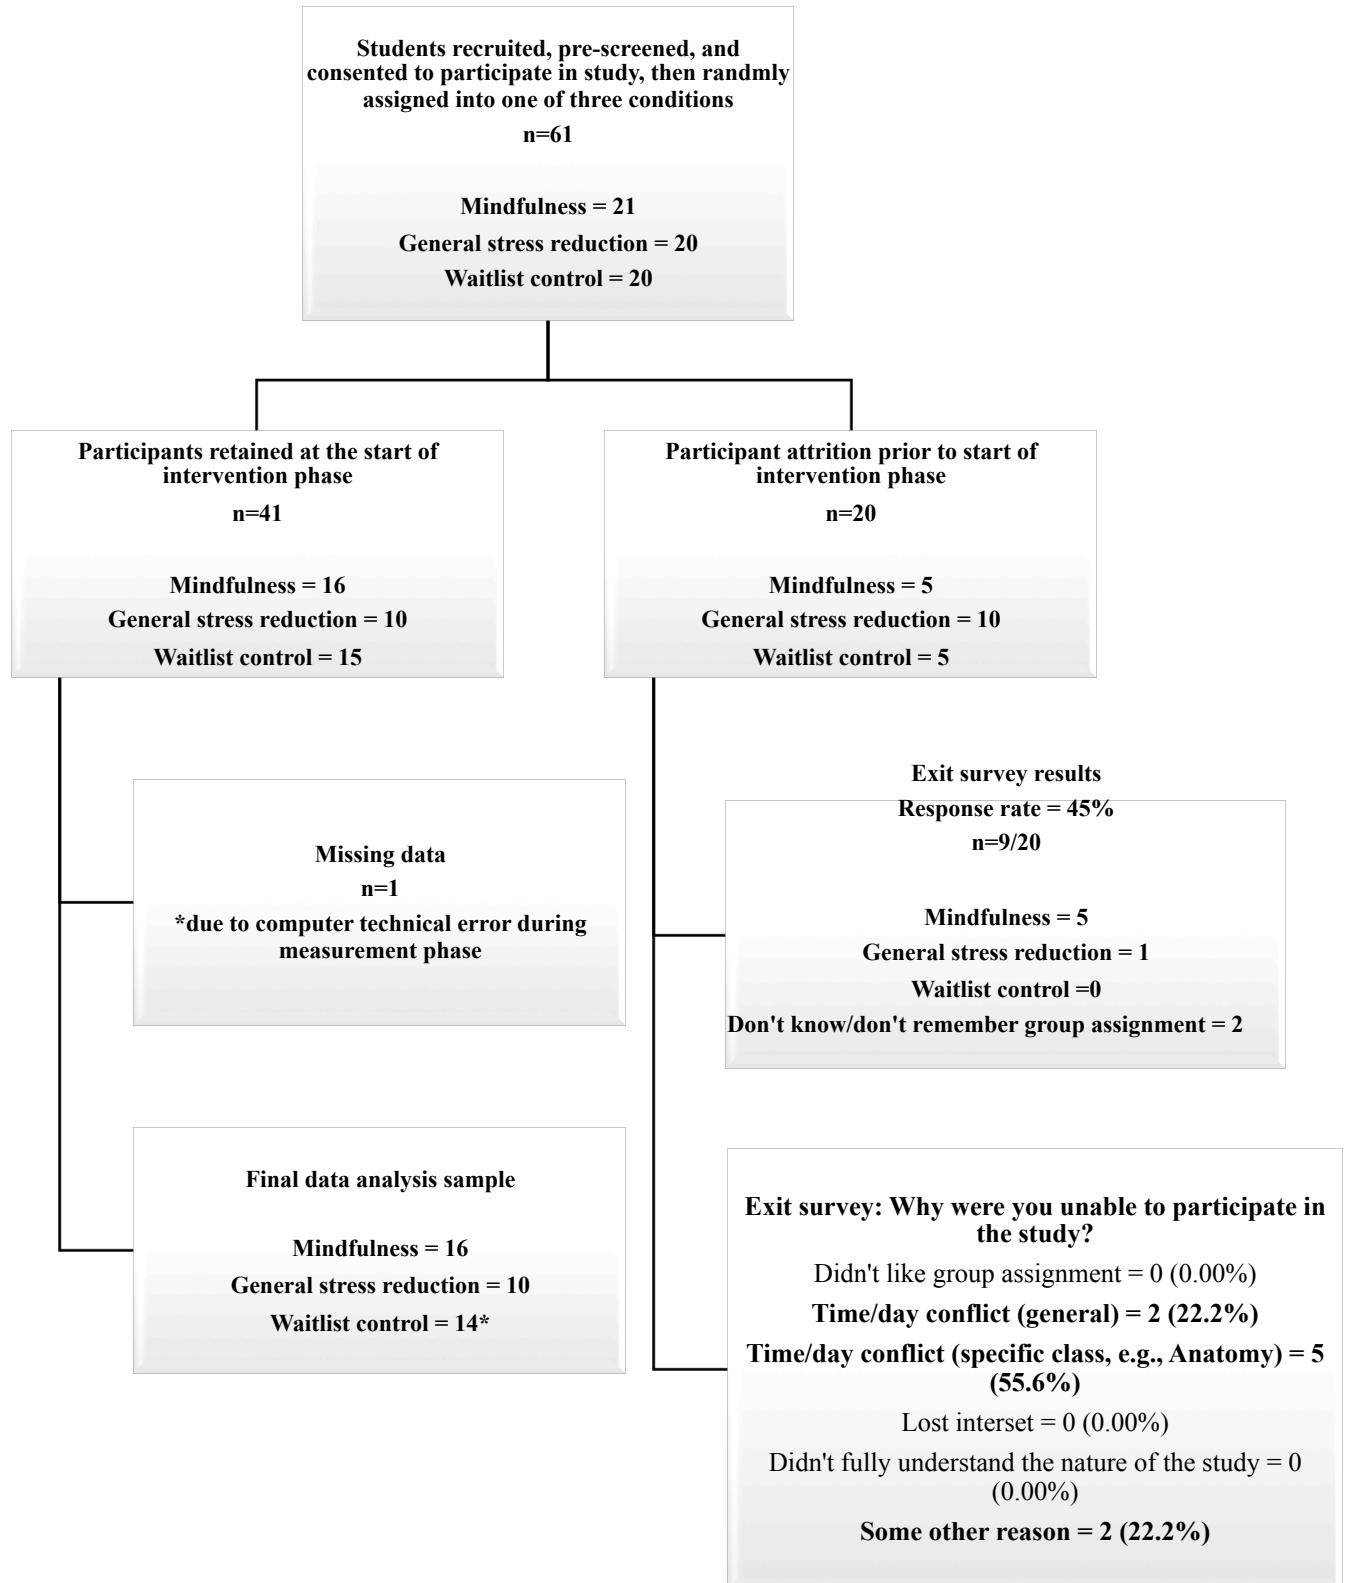 Students recruited, pre-screened, and
consented to participate in study, then randmly
assigned into one of three conditions
n=61
Mindfulness = 21
General stress reduction = 20
Waitlist control = 20
Participants retained at the start of
intervention phase
n=41
Mindfulness = 16
General stress reduction = 10
Waitlist control = 15
Participant attrition prior to start of
intervention phase
n=20
Mindfulness = 5
General stress reduction = 10
Waitlist control = 5
Missing data
n=1
*due to computer technical error during
measurement phase
Exit survey results
Response rate = 45%
n=9/20
Mindfulness = 5
General stress reduction = 1
Waitlist control =0
Don't know/don't remember group assignment = 2
Final data analysis sample
Mindfulness = 16
General stress reduction = 10
Waitlist control = 14*
Exit survey: Why were you unable to participate in
the study?
Didn't like group assignment = 0 (0.00%)
Time/day conflict (general) = 2 (22.2%)
Time/day conflict (specific class, e.g., Anatomy) = 5
(55.6%)
Lost interset = 0 (0.00%)
Didn't fully understand the nature of the study = 0
(0.00%)
Some other reason = 2 (22.2%)